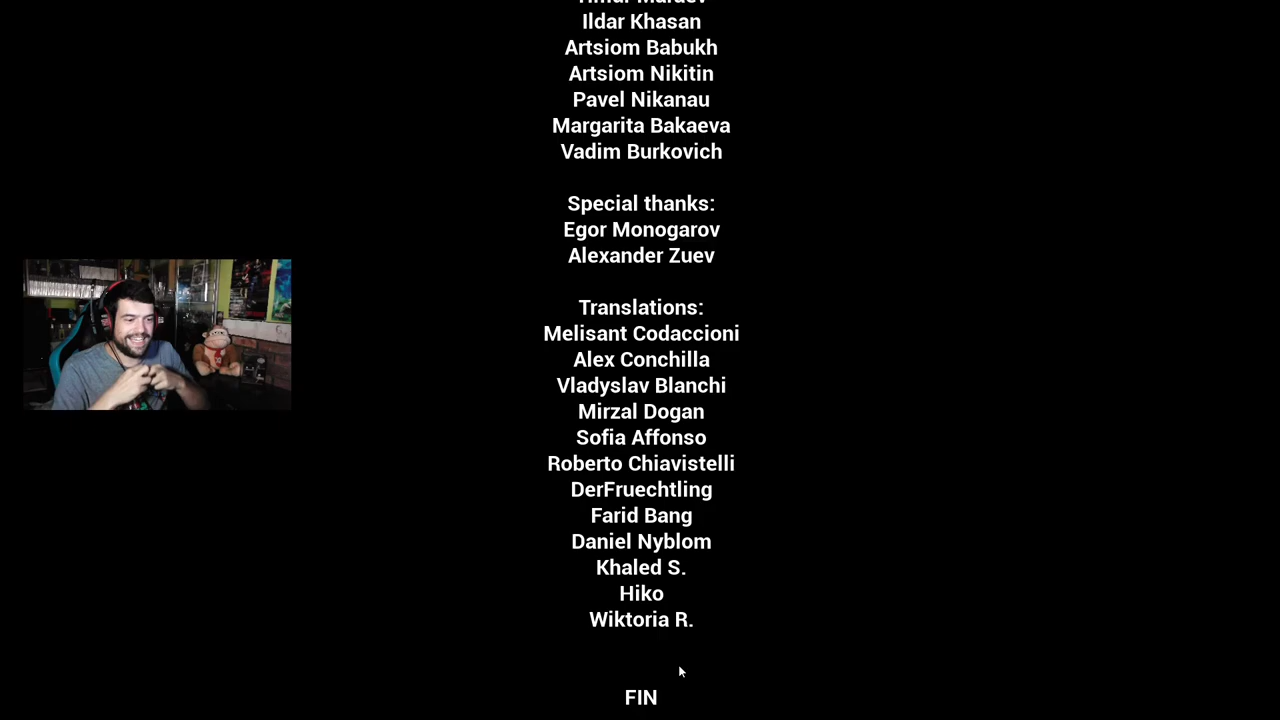 Ildar Khasan
Artsiom Babukh
Artsiom Nikitin
Pavel Nikanau
Margarita Bakaeva
Vadim Burkovich
Special thanks:
Egor Monogarov
Alexander Zuev
Translations:
Melisant Codaccioni
Alex Conchilla
Vladyslav Blanchi
Mirzal Dogan
Sofia Affonso
Roberto Chiavistelli
DerFruechtling
Farid Bang
Daniel Nyblom
Khaled S.
Hiko
Wiktoria R.
FIN